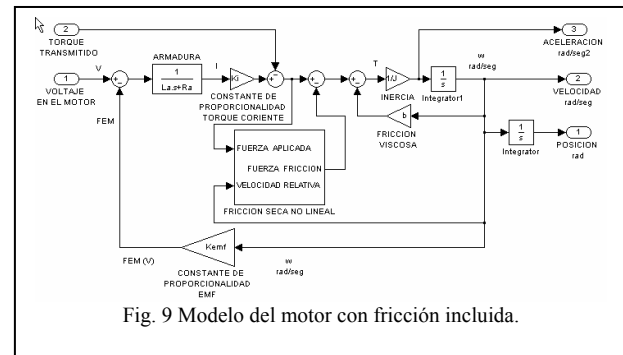 2
TORQUE
TRANSMITIDO
3
ACELERACION
rad/seg2
1
VOLTAJE
EN EL MOTOR
V
ARMADURA
1
La.s+Ra
I
Ki
CONSTANTE DE
PROPORCIONALIDAD
TORQUE CORIENTE
T
1/J
INERCIA
1
s
Integrator1
w
rad/seg
2
VELOCIDAD
rad/seg
FEM
b
FRICCION
VISCOSA
1
s
Integrator
1
POSICION
rad
FUERZA APLICADA
FUERZA FRICCION
VELOCIDAD RELATIVA
FRICCION SECA NO LINEAL
Kemf
FEM (V)
CONSTANTE DE
PROPORCIONALIDAD
EMF
w
rad/seg
Fig. 9 Modelo del motor con fricción incluida.